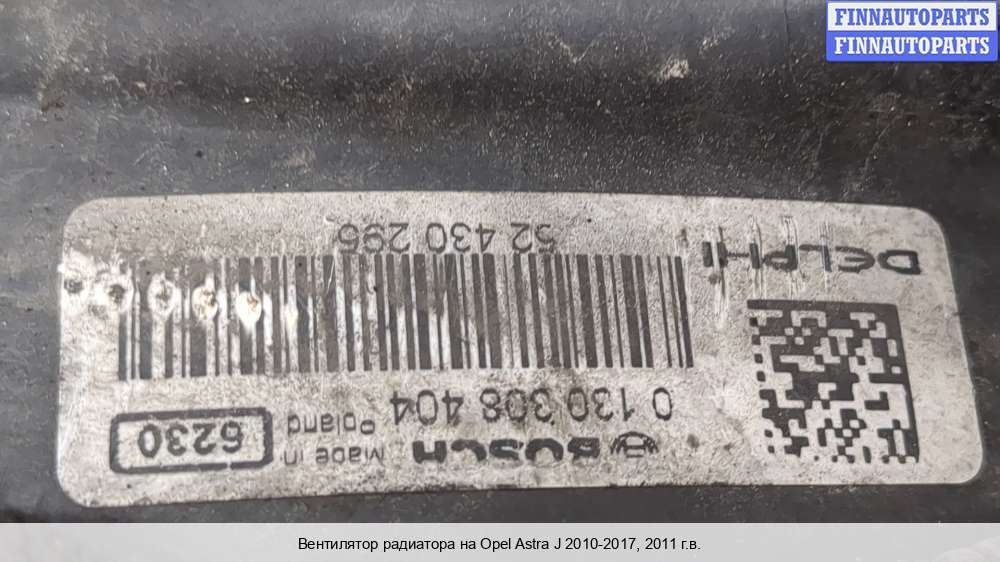 FINNAUTOPARTS
FINNAUTOPARTS
BOSCH
Made in
Poland
6230
0 130 308 404
52 430 295
DELPHI
Вентилятор радиатора на Opel Astra J 2010-2017, 2011 г.в.